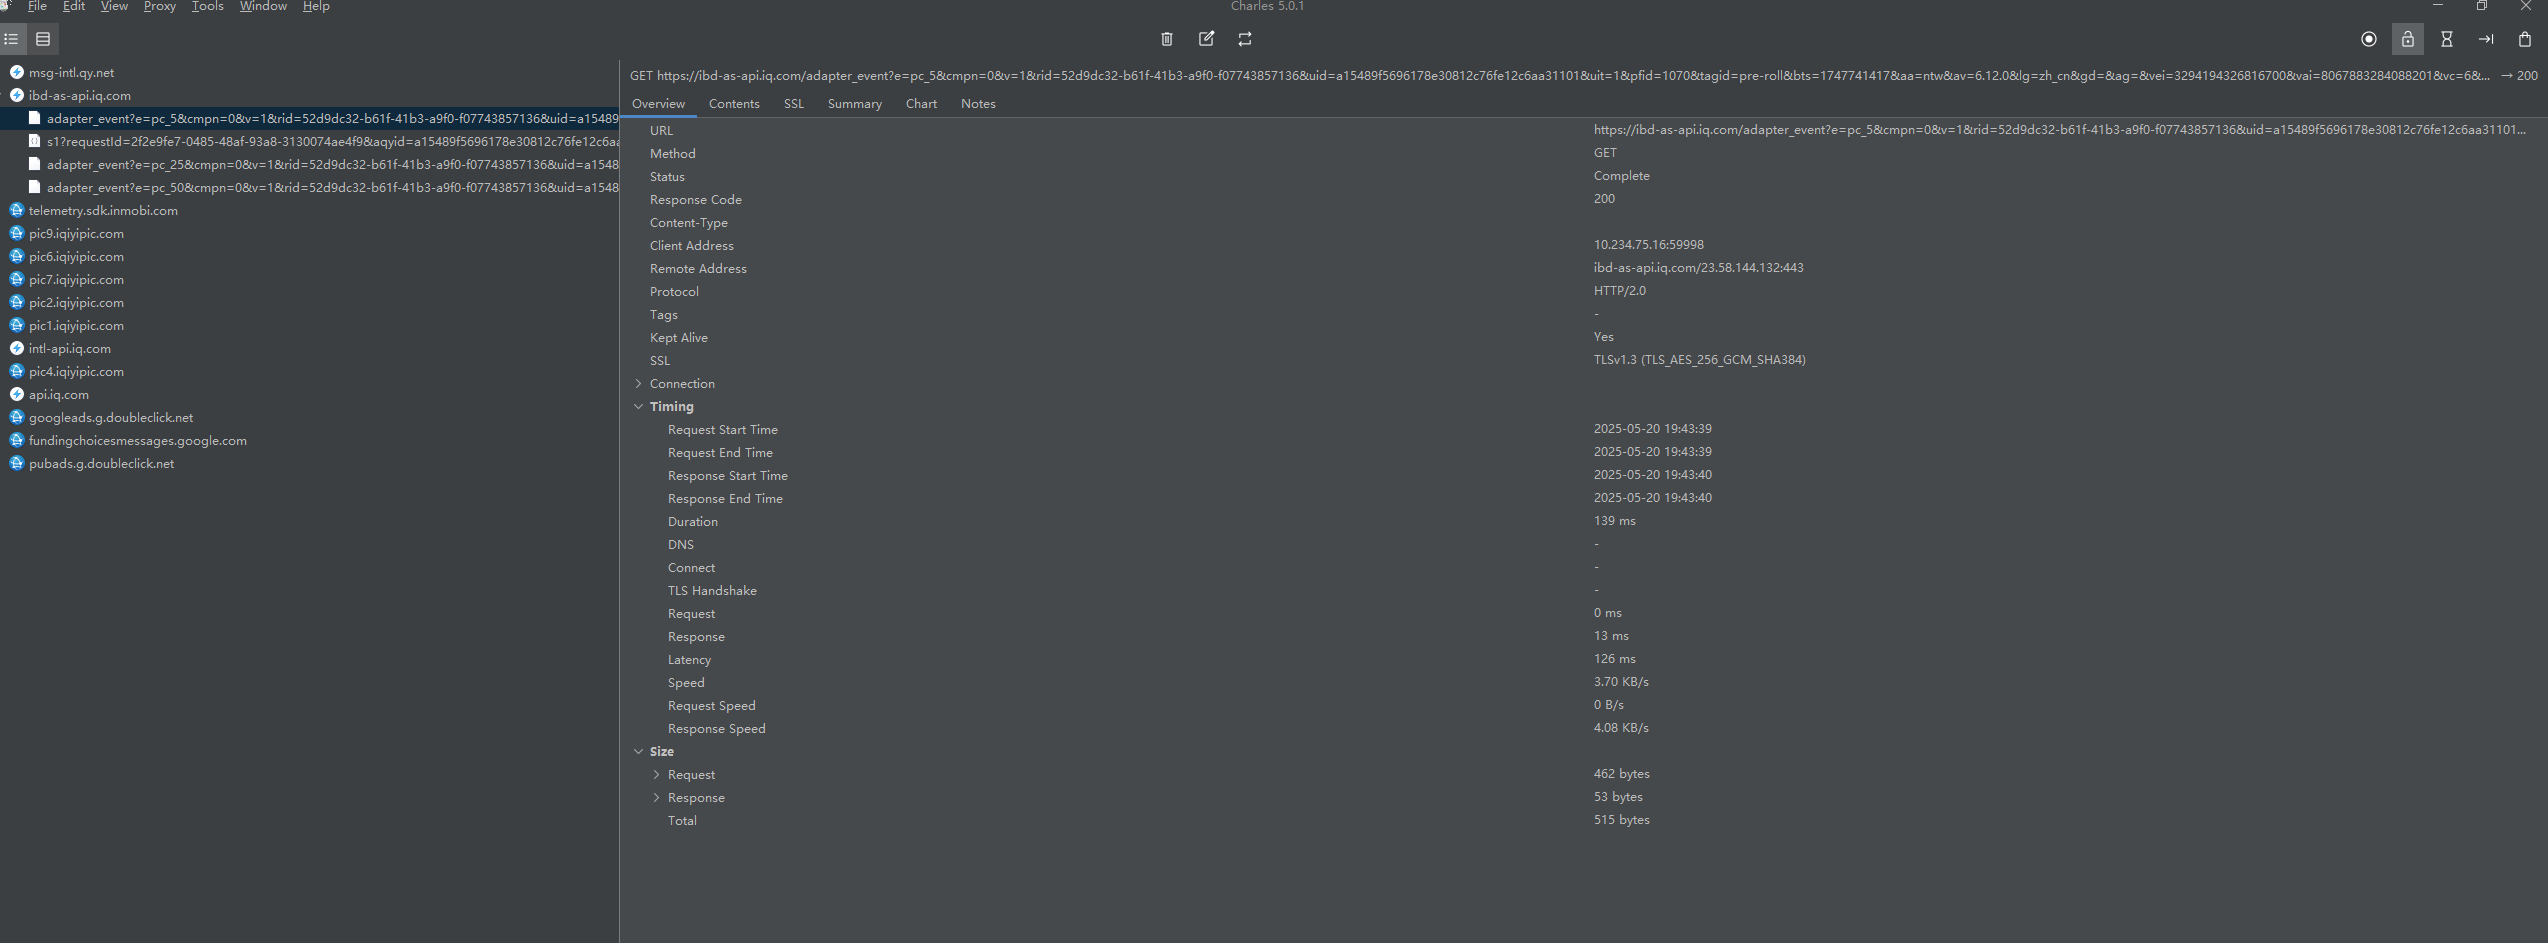 File Edit View Proxy Tools Window Help
Charles 5.0.1
msg-intl.qy.net
ibd-as-api.iq.com
adapter_event?e=pc_5&cmpn=0&v=1&rid=52d9dc32-b61f-41b3-a9f0-f07743857136&uid=a15489
s1?requestId=2f2e9fe7-0485-48af-93a8-3130074ae4f9&aqyid=a15489f5696178e30812c76fe12c6aa
adapter_event?e=pc_25&cmpn=0&v=1&rid=52d9dc32-b61f-41b3-a9f0-f07743857136&uid=a1548
adapter_event?e=pc_50&cmpn=0&v=1&rid=52d9dc32-b61f-41b3-a9f0-f07743857136&uid=a1548
telemetry.sdk.inmobi.com
pic9.iqiyipic.com
pic6.iqiyipic.com
pic7.iqiyipic.com
pic2.iqiyipic.com
pic1.iqiyipic.com
intl-api.iq.com
pic4.iqiyipic.com
api.iq.com
googleads.g.doubleclick.net
fundingchoicesmessages.google.com
pubads.g.doubleclick.net
GET https://ibd-as-api.iq.com/adapter_event?e=pc_5&cmpn=0&v=1&rid=52d9dc32-b61f-41b3-a9f0-f07743857136&uid=a15489f5696178e30812c76fe12c6aa31101&uit=1&pfid=1070&tagid=pre-roll&bts=1747741417&aa=ntw&av=6.12.0&lg=zh_cn&gd=&ag=&vei=3294194326816700&vai=8067883284088201&vc=6&... → 200
Overview Contents SSL Summary Chart Notes
URL https://ibd-as-api.iq.com/adapter_event?e=pc_5&cmpn=0&v=1&rid=52d9dc32-b61f-41b3-a9f0-f07743857136&uid=a15489f5696178e30812c76fe12c6aa31101...
Method GET
Status Complete
Response Code 200
Content-Type
Client Address 10.234.75.16:59998
Remote Address ibd-as-api.iq.com/23.58.144.132:443
Protocol HTTP/2.0
Tags -
Kept Alive Yes
SSL TLSv1.3 (TLS_AES_256_GCM_SHA384)
Connection
Timing
Request Start Time 2025-05-20 19:43:39
Request End Time 2025-05-20 19:43:39
Response Start Time 2025-05-20 19:43:40
Response End Time 2025-05-20 19:43:40
Duration 139 ms
DNS -
Connect -
TLS Handshake -
Request 0 ms
Response 13 ms
Latency 126 ms
Speed 3.70 KB/s
Request Speed 0 B/s
Response Speed 4.08 KB/s
Size
Request 462 bytes
Response 53 bytes
Total 515 bytes